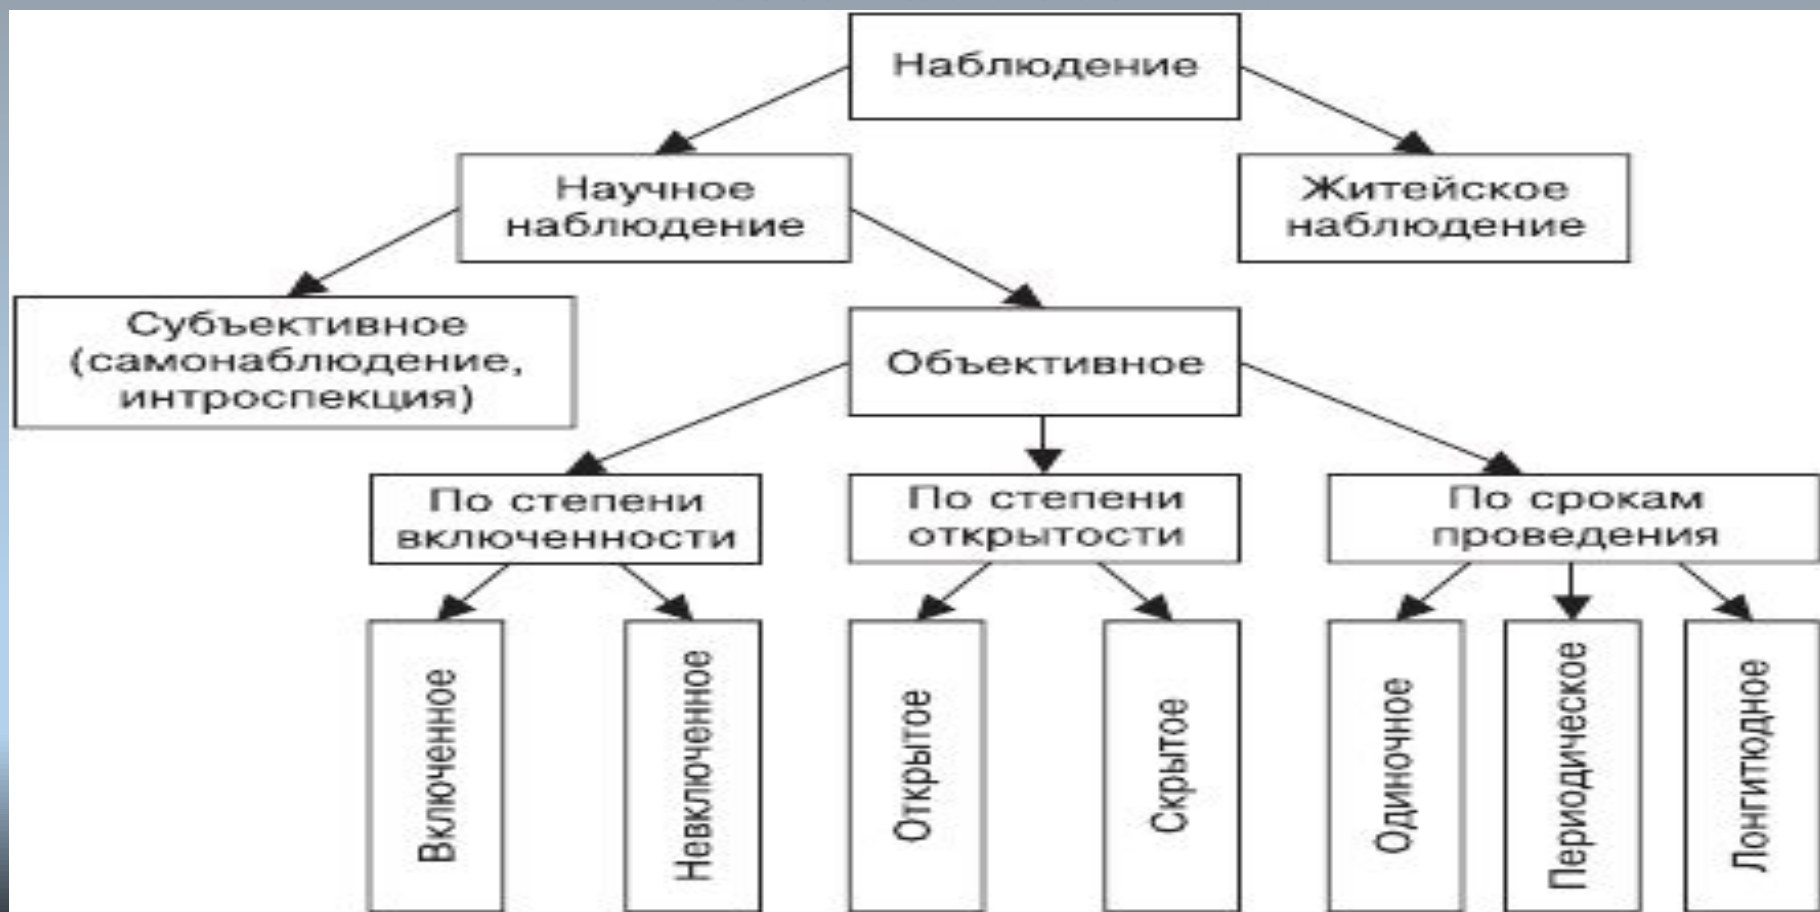 Наблюдение
Научное
наблюдение
Житейское
наблюдение
Субъективное
(самонаблюдение,
интроспекция)
Объективное
По степени
включенности
По степени
открытости
По срокам
проведения
Включенное
Невключенное
Открытое
Скрытое
Одиночное
Периодическое
Лонгитюдное